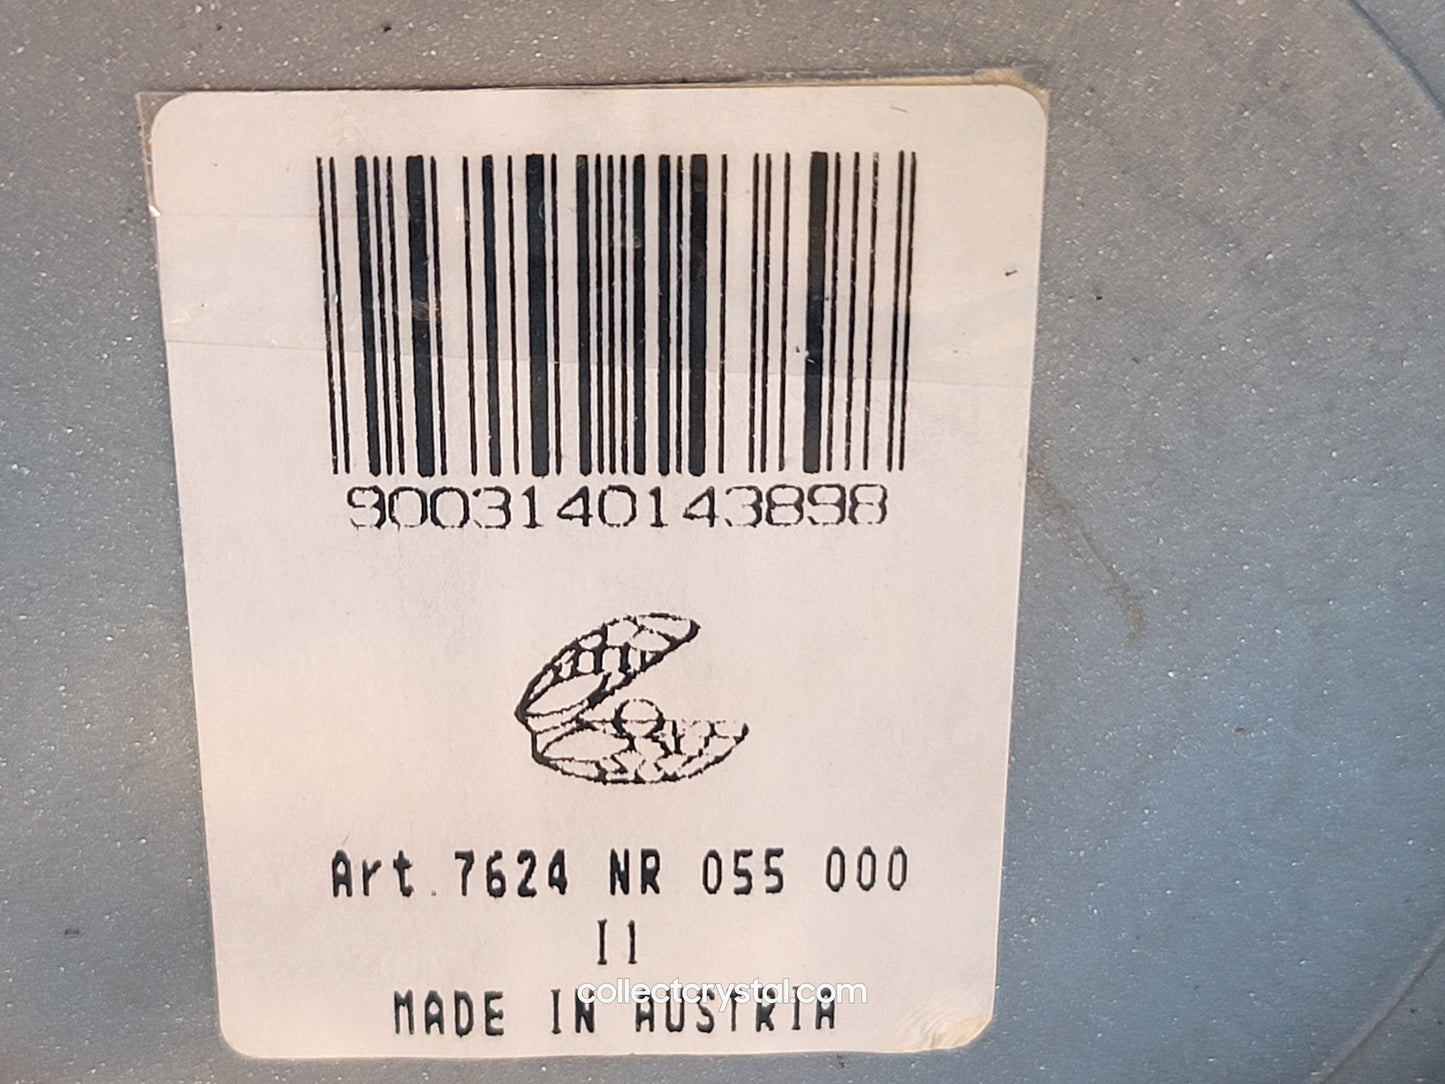 9003140143898
Art.7624 NR 055 000
I1
MADE IN AUSTRIA
collectcrystal.com